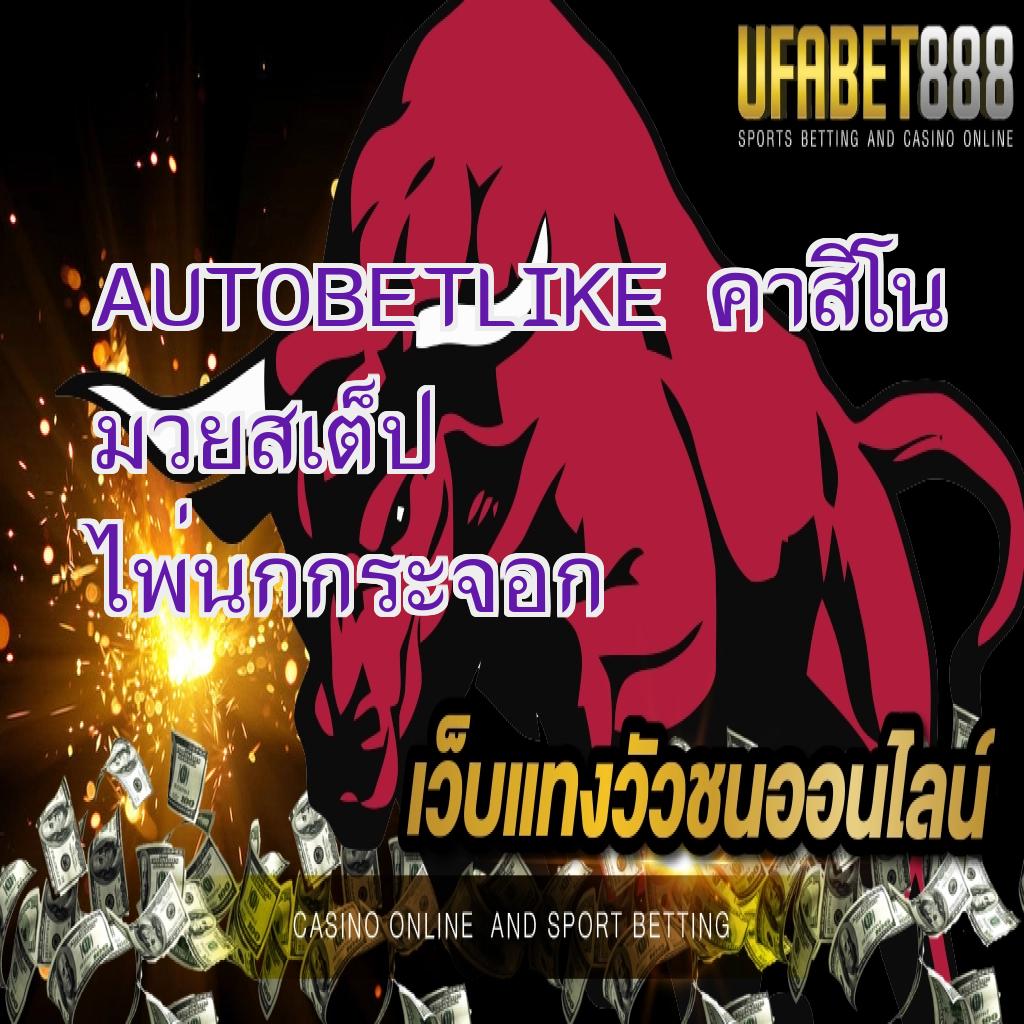 UFABET888
SPORTS BETTING AND CASINO ONLINE
AUTOBETLIKE คาสิโน
มวยสเต็ป
ไพ่นกกระจอก
เว็บแทงวัวชนออนไลน์
CASINO ONLINE AND SPORT BETTING